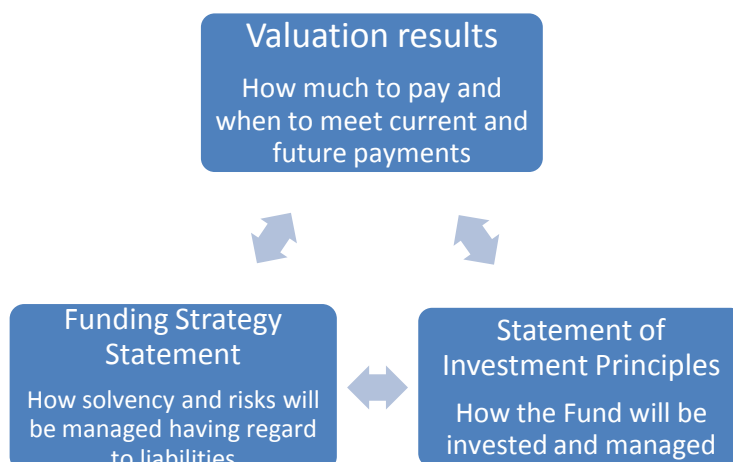 Valuation results
How much to pay and
when to meet current and
future payments
Funding Strategy
Statement
How solvency and risks will
be managed having regard
to liabilities
Statement of
Investment Principles
How the Fund will be
invested and managed